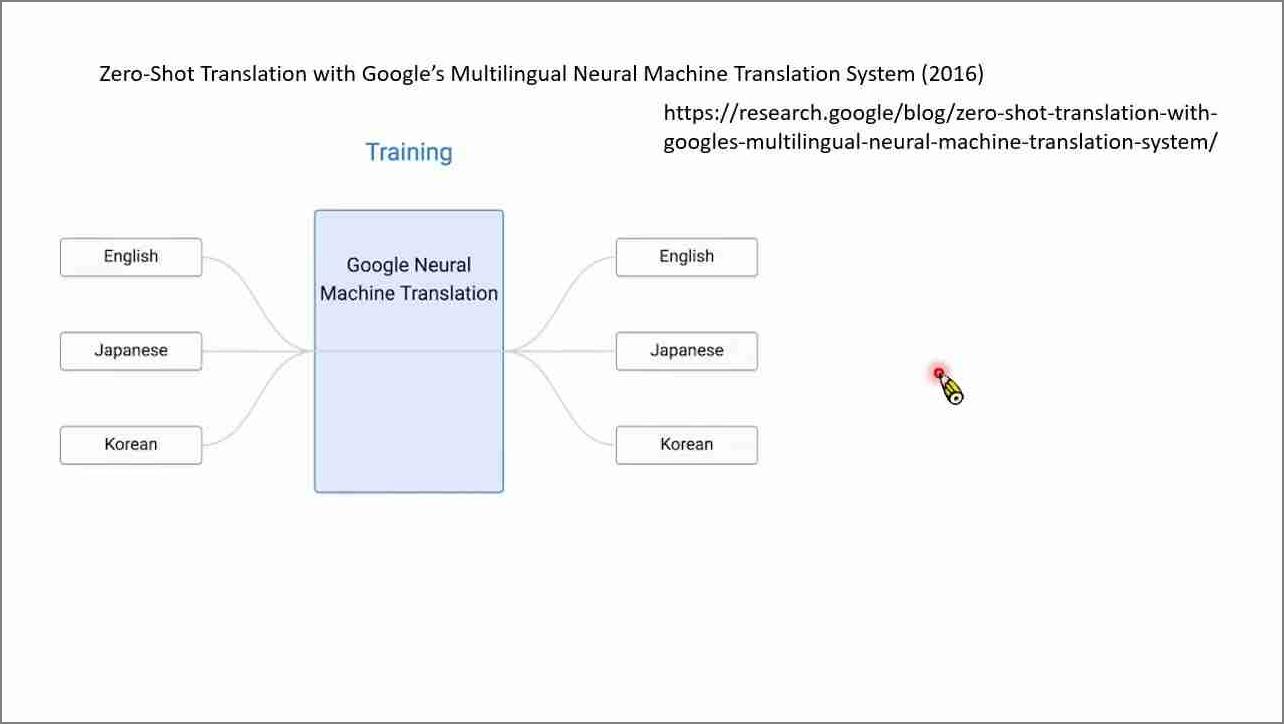 Zero-Shot Translation with Google’s Multilingual Neural Machine Translation System (2016)
https://research.google/blog/zero-shot-translation-with-
googles-multilingual-neural-machine-translation-system/
Training
Google Neural
Machine Translation
English
Japanese
Korean
English
Japanese
Korean